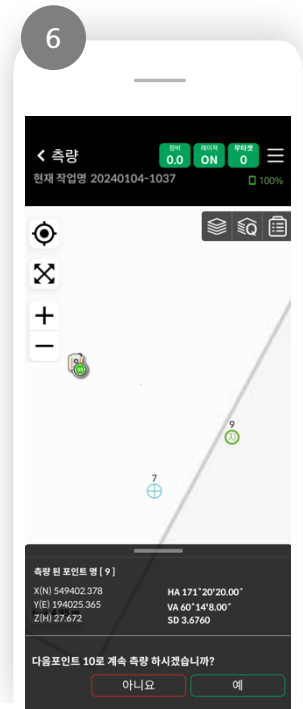 6
측량
장비 레이저 무타겟
0.0 ON 0
현재 작업명 20240104-1037
100%
9
7
측량 된 포인트 명 [ 9 ]
X(N) 549402.378
Y(E) 194025.365
Z(H) 27.672
HA 171˚20'20.00″
VA 60˚14'8.00″
SD 3.6760
다음포인트 10로 계속 측량 하시겠습니까?
아니요 예